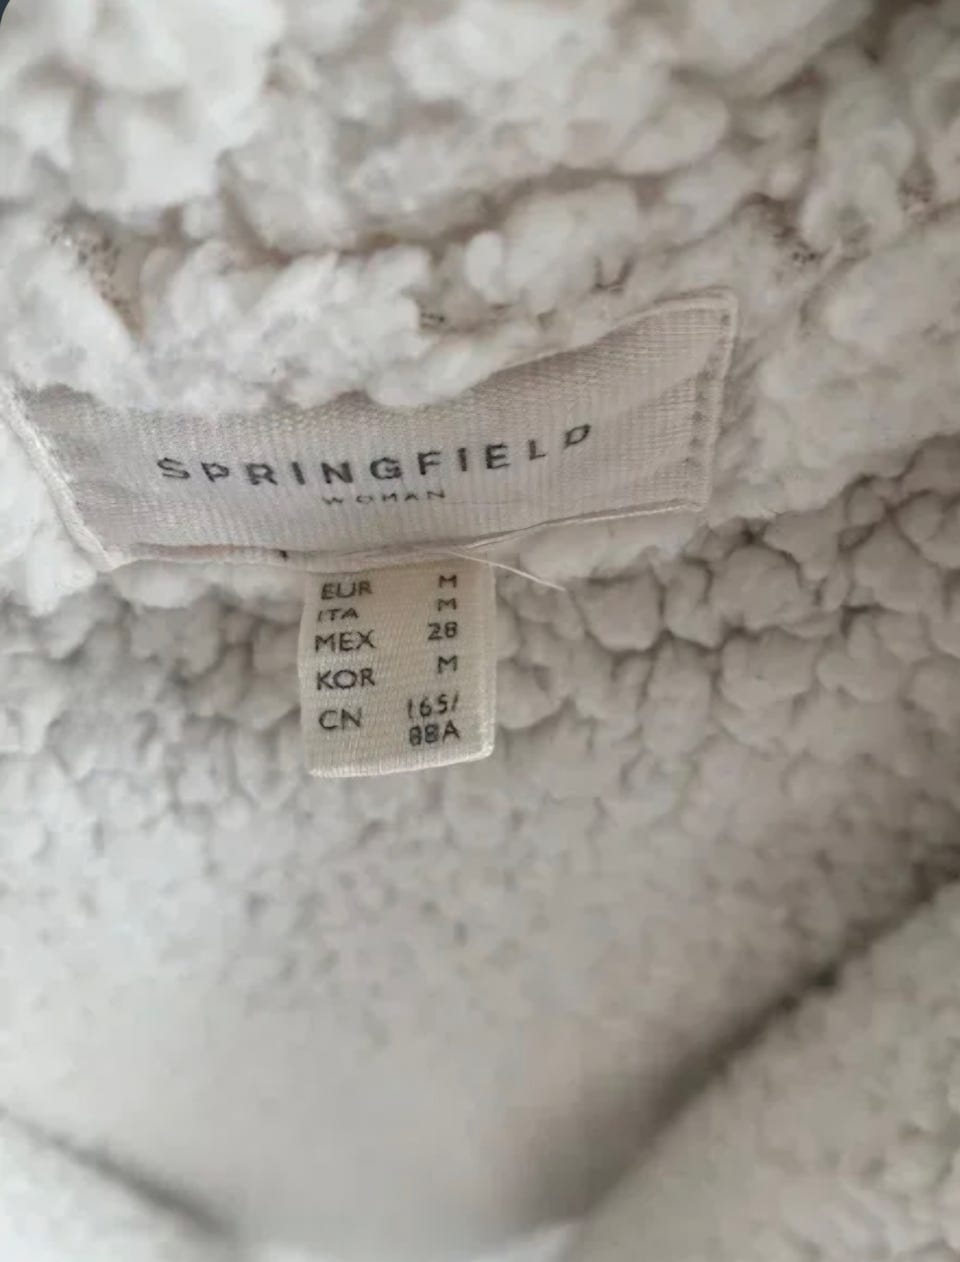 SPRINGFIELD
WOMAN
EUR M
ITA M
MEX 28
KOR M
CN 165/
88A